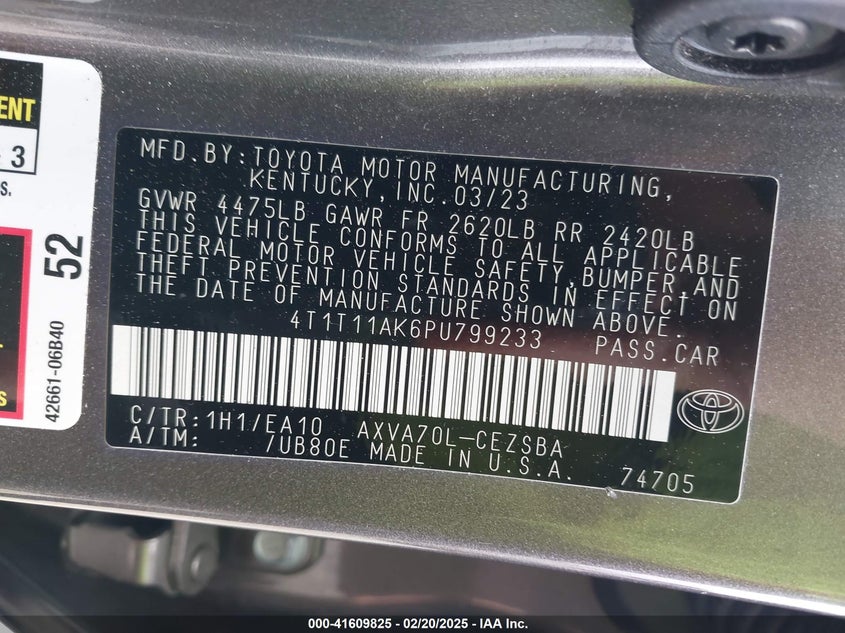 ENT
3
S.
52
42661-06B40
S
MFD.BY:TOYOTA MOTOR MANUFACTURING,
KENTUCKY,INC.03/23
GVWR 4475LB GAWR FR 2620LB RR 2420LB
THIS VEHICLE CONFORMS TO ALL APPLICABLE
FEDERAL MOTOR VEHICLE SAFETY,BUMPER,AND
THEFT PREVENTION STANDARDS IN EFFECT ON
THE DATE OF MANUFACTURE SHOWN ABOVE.
4T1T11AK6PU799233 PASS.CAR
C/TR:1H1/EA10 AXVA70L-CEZSBA
A/TM: /UB80E MADE IN U.S.A. 74705
000-41609825 - 02/20/2025 - IAA Inc.